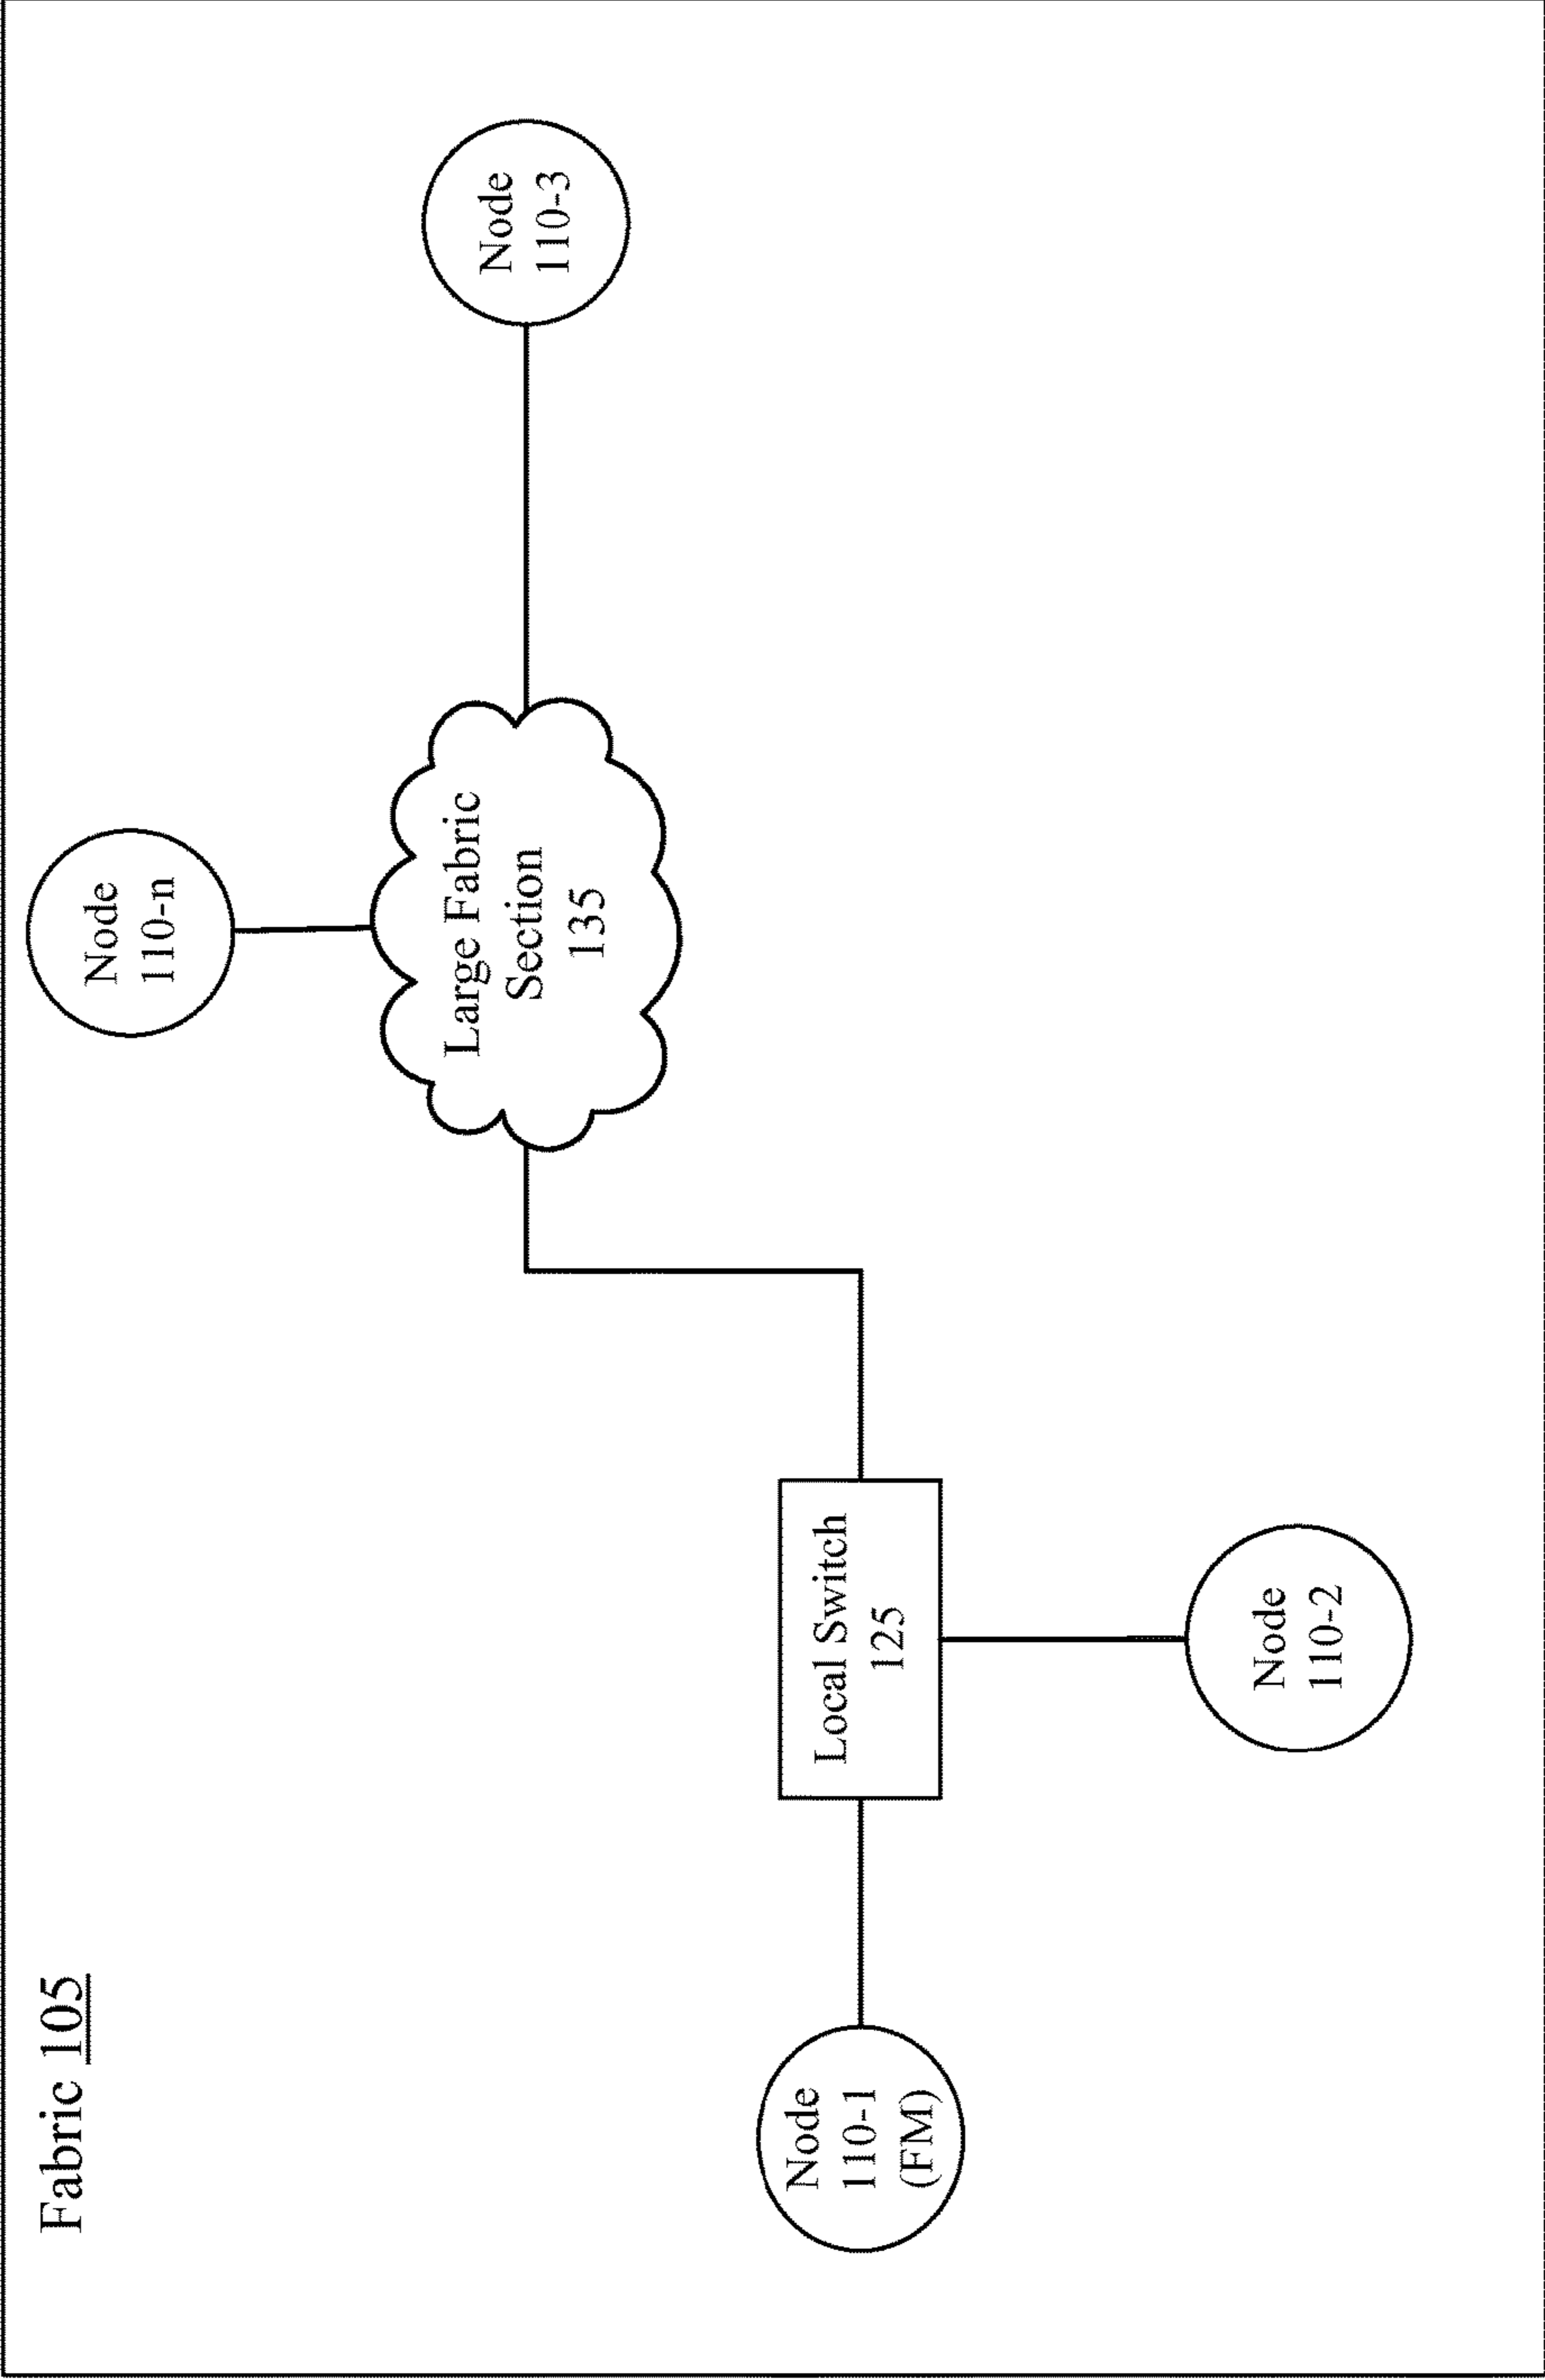 Fabric 105
Node
110-n
Large Fabric
Section
135
Node
110-3
Node
110-1
(FM)
Local Switch
125
Node
110-2